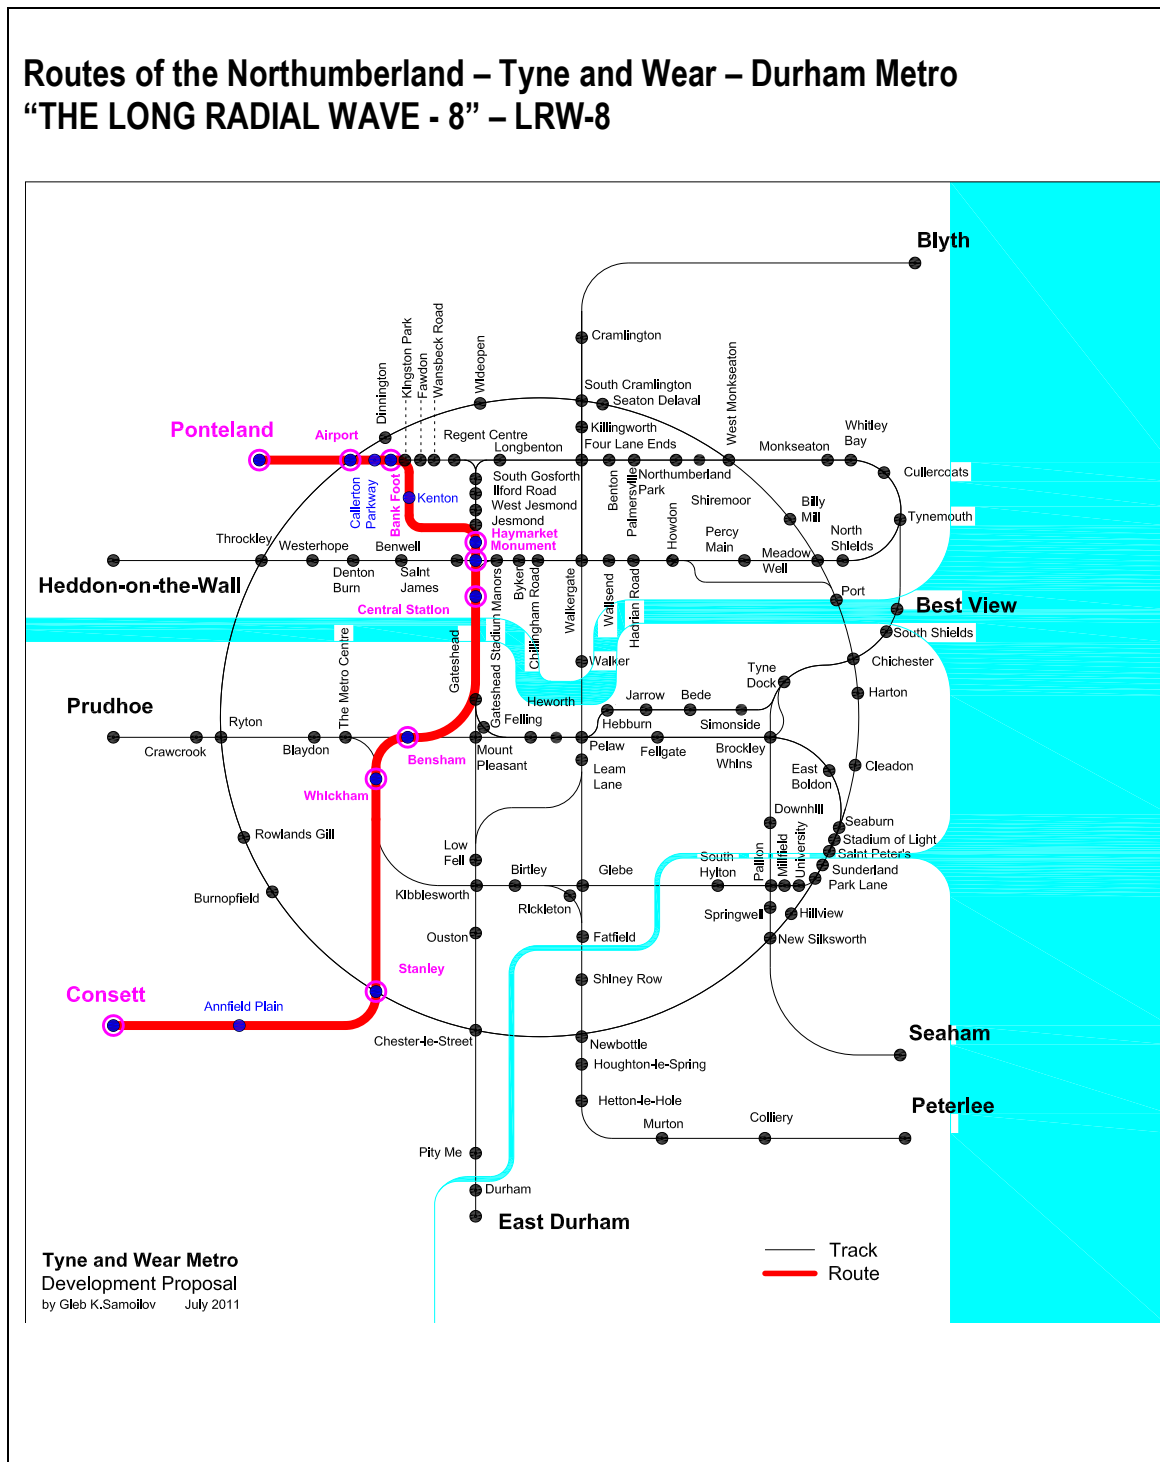 Routes of the Northumberland – Tyne and Wear – Durham Metro
“THE LONG RADIAL WAVE - 8” – LRW-8
Blyth
Cramlington
Kingston Park
Fawdon
Wansbeck Road
Dinnington
Wideopen
South Cramlington
Seaton Delaval
West Monkseaton
Killingworth
Ponteland
Airport
Regent Centre
Longbenton
Four Lane Ends
Monkseaton
Whitley
Bay
Cullercoats
Callerton
Parkway
Bank Foot
Kenton
South Gosforth
Ilford Road
West Jesmond
Jesmond
Benton
Palmersville
Northumberland
Park
Shiremoor
Billy
Mill
Tynemouth
Haymarket
Monument
Throckley
Westerhope
Benwell
Howdon
Percy
Main
Meadow
Well
North
Shields
Heddon-on-the-Wall
Denton
Burn
Saint
James
Manors
Byker
Chillingham Road
Walkergate
Wallsend
Hadrian Road
Port
Central Station
Best View
South Shields
Gateshead
Gateshead Stadium
Walker
Chichester
Tyne
Dock
Harton
Prudhoe
The Metro Centre
Heworth
Jarrow
Bede
Ryton
Felling
Hebburn
Simonside
Crawcrook
Blaydon
Bensham
Mount
Pleasant
Pelaw
Fellgate
Brockley
Whins
Leam
Lane
East
Boldon
Cleadon
Whickham
Downhill
Rowlands Gill
Seaburn
Stadium of Light
Saint Peter's
Low
Fell
Birtley
Glebe
South
Hylton
Pallion
Millfield
University
Sunderland
Park Lane
Burnopfield
Kibblesworth
Rickleton
Springwell
Hillview
Ouston
Fatfield
New Silksworth
Stanley
Shiney Row
Consett
Annfield Plain
Chester-le-Street
Newbottle
Seaham
Houghton-le-Spring
Hetton-le-Hole
Peterlee
Murton
Colliery
Pity Me
Durham
East Durham
Tyne and Wear Metro
Development Proposal
by Gleb K.Samoilov July 2011
Track
Route